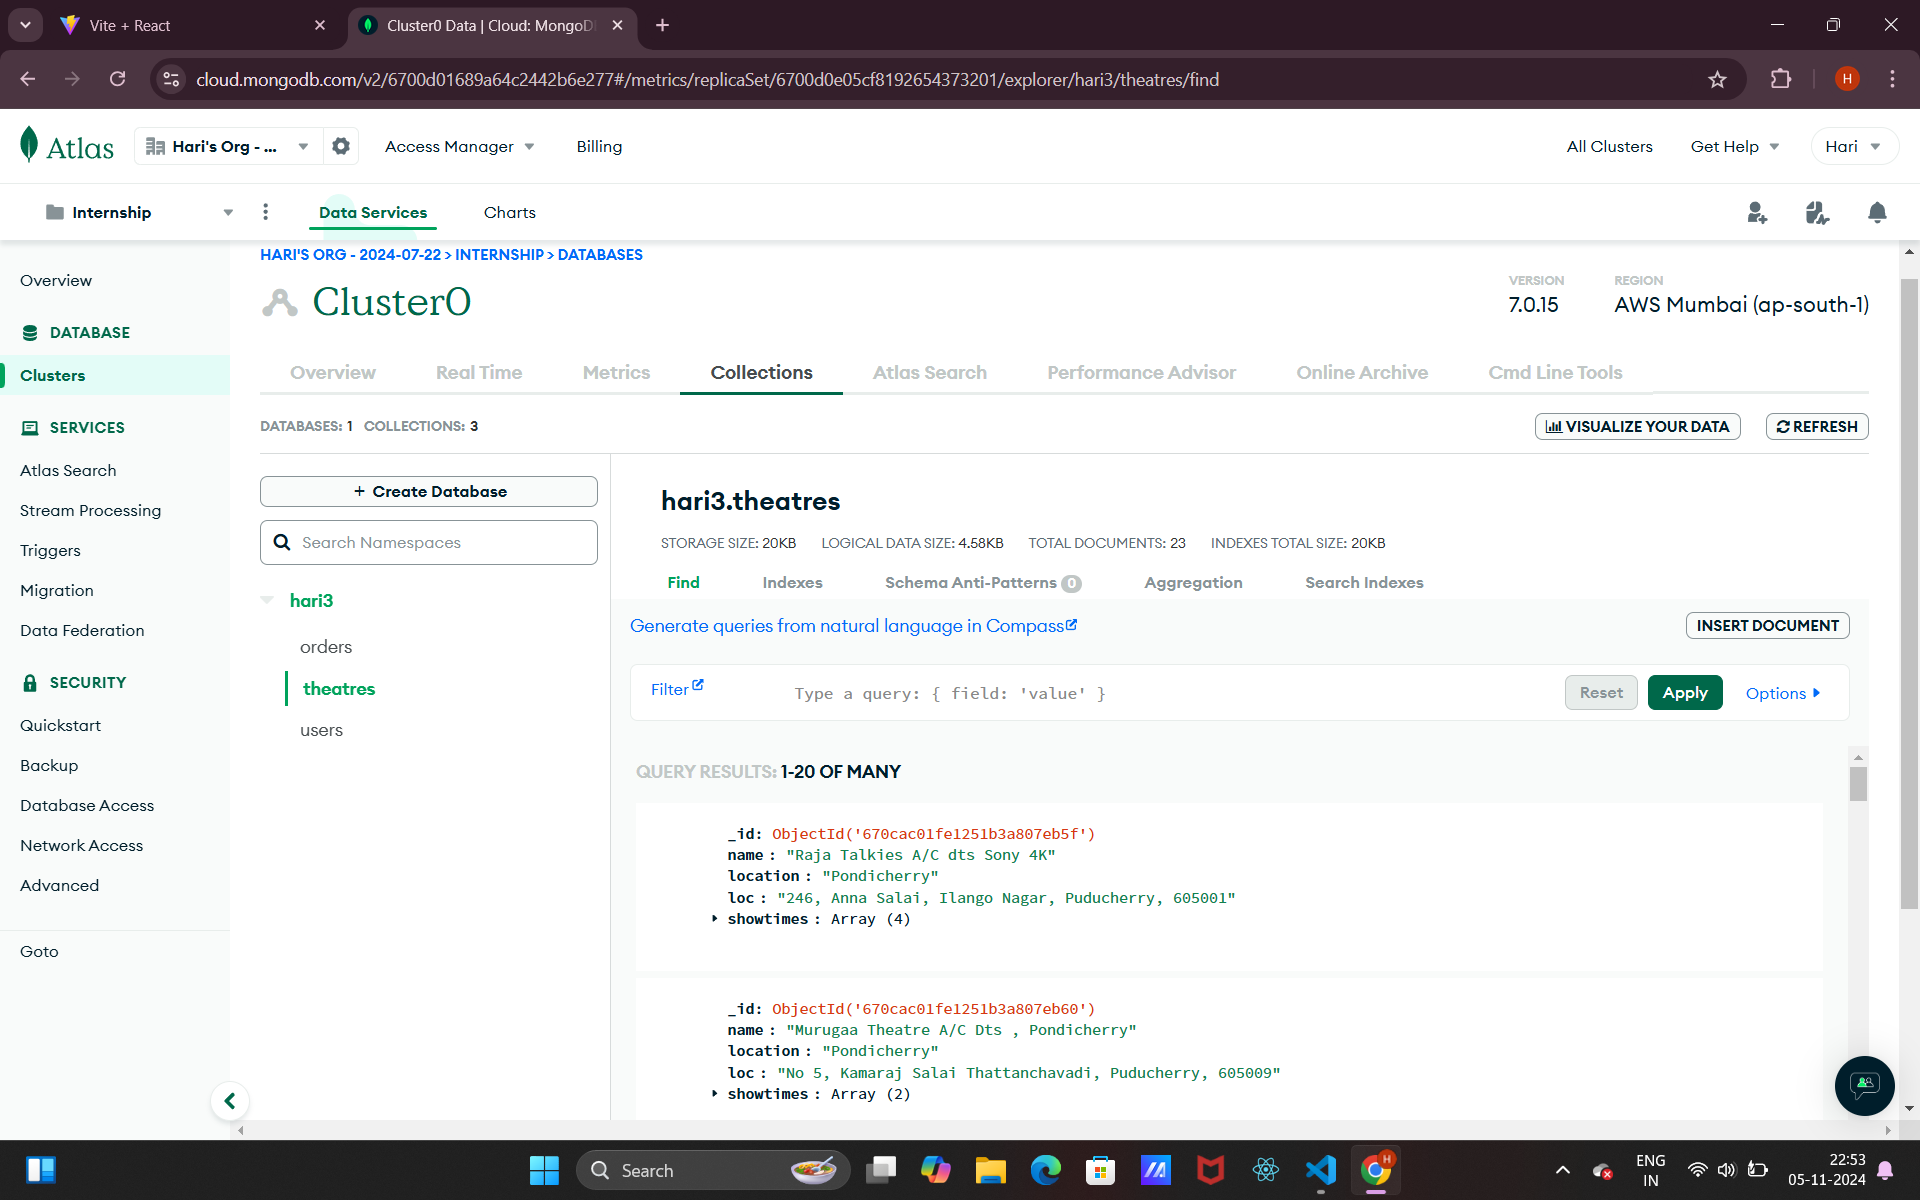 Vite + React
Cluster0 Data | Cloud: MongoD
cloud.mongodb.com/v2/6700d01689a64c2442b6e277#/metrics/replicaSet/6700d0e05cf8192654373201/explorer/hari3/theatres/find
H
Atlas
Hari's Org - ...
Access Manager
Billing
All Clusters
Get Help
Hari
Internship
Data Services
Charts
HARI'S ORG - 2024-07-22 > INTERNSHIP > DATABASES
Overview
Cluster0
VERSION
7.0.15
REGION
AWS Mumbai (ap-south-1)
DATABASE
Clusters
SERVICES
Atlas Search
Stream Processing
Triggers
Migration
Data Federation
SECURITY
Quickstart
Backup
Database Access
Network Access
Advanced
Goto
Overview
Real Time
Metrics
Collections
Atlas Search
Performance Advisor
Online Archive
Cmd Line Tools
DATABASES: 1 COLLECTIONS: 3
VISUALIZE YOUR DATA
REFRESH
+ Create Database
Search Namespaces
hari3
orders
theatres
users
hari3.theatres
STORAGE SIZE: 20KB LOGICAL DATA SIZE: 4.58KB TOTAL DOCUMENTS: 23 INDEXES TOTAL SIZE: 20KB
Find
Indexes
Schema Anti-Patterns 0
Aggregation
Search Indexes
Generate queries from natural language in Compass
INSERT DOCUMENT
Filter
Type a query: { field: 'value' }
Reset
Apply
Options
QUERY RESULTS: 1-20 OF MANY
_id: ObjectId('670cac01fe1251b3a807eb5f')
name : "Raja Talkies A/C dts Sony 4K"
location : "Pondicherry"
loc : "246, Anna Salai, Ilango Nagar, Puducherry, 605001"
showtimes : Array (4)
_id: ObjectId('670cac01fe1251b3a807eb60')
name : "Murugaa Theatre A/C Dts , Pondicherry"
location : "Pondicherry"
loc : "No 5, Kamaraj Salai Thattanchavadi, Puducherry, 605009"
showtimes : Array (2)
Search
H
ENG
IN
22:53
05-11-2024